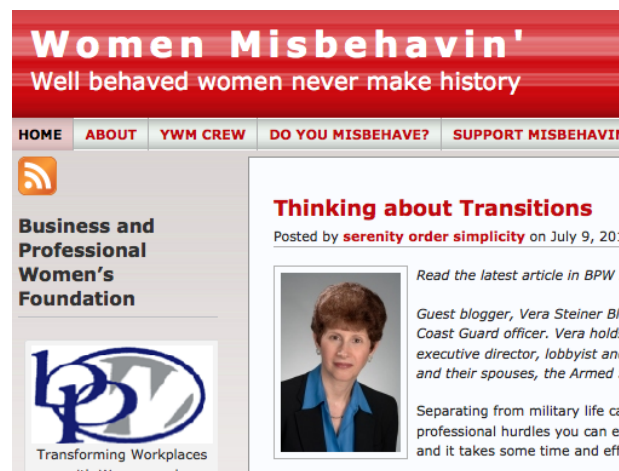 Women Misbehavin'
Well behaved women never make history
HOME ABOUT YWM CREW DO YOU MISBEHAVE? SUPPORT MISBEHAVIN
Business and
Professional
Women's
Foundation
bpw
Transforming Workplaces
Thinking about Transitions
Posted by serenity order simplicity on July 9, 201
Read the latest article in BPW
Guest blogger, Vera Steiner Bl
Coast Guard officer. Vera hold
executive director, lobbyist an
and their spouses, the Armed
Separating from military life ca
professional hurdles you can e
and it takes some time and eff